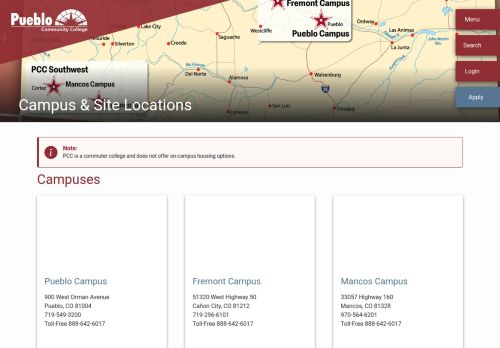 Pueblo
Community College
Menu
Search
Login
Apply
Fremont Campus
Pueblo
Pueblo Campus
Lake City
Creede
Silverton
Saguache
Westcliffe
Ordway
Las Animas
La Junta
PCC Southwest
Mancos Campus
Cortez
Del Norte
Alamosa
Walsenburg
San Luis
Trinidad
Conejos
Campus & Site Locations
Note:
PCC is a commuter college and does not offer on-campus housing options.
Campuses
Pueblo Campus
900 West Orman Avenue
Pueblo, CO 81004
719-549-3200
Toll-Free 888-642-6017
Fremont Campus
51320 West Highway 50
Cañon City, CO 81212
719-296-6101
Toll-Free 888-642-6017
Mancos Campus
33057 Highway 160
Mancos, CO 81328
970-564-6201
Toll-Free 888-642-6017